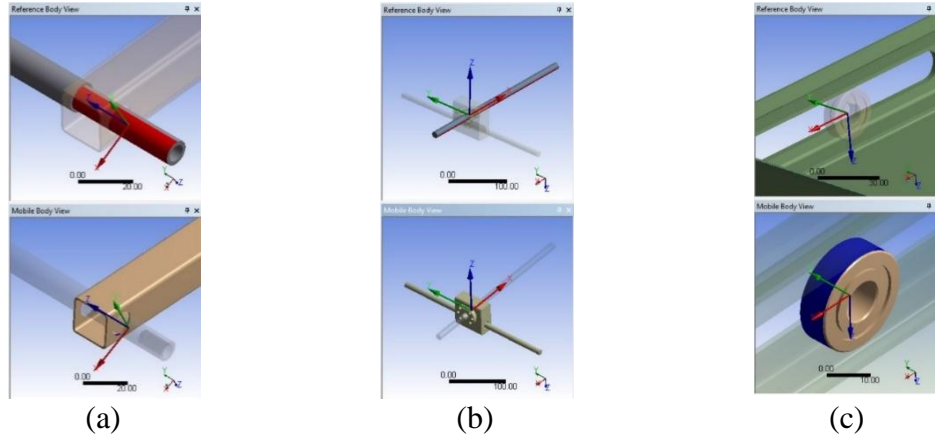 Reference Body View
Z
Y
X
0.00
20.00
Y
Z
X
Mobile Body View
Z
Y
X
0.00
20.00
Y
Z
X
(a)
Reference Body View
Z
Y
X
0.00
100.00
Y
Z
X
Mobile Body View
Z
Y
X
0.00
100.00
Y
Z
X
(b)
Reference Body View
Y
X
Z
0.00
30.00
Mobile Body View
Y
X
Z
0.00
10.00
Y
X
Z
(c)